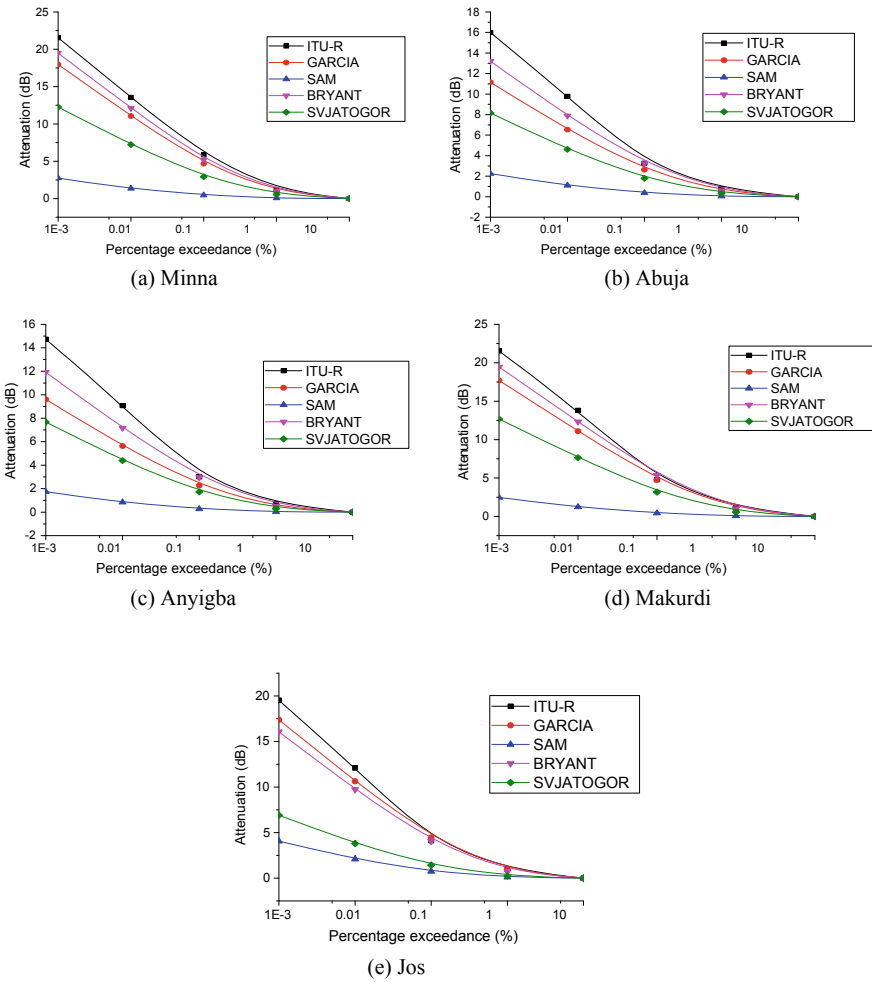 25
20
15
10
5
0
Attenuation (dB)
1E-3 0.01 0.1 1 10
Percentage exceedance (%)
ITU-R
GARCIA
SAM
BRYANT
SVJATOGOR
(a) Minna
18
16
14
12
10
8
6
4
2
0
-2
Attenuation (dB)
1E-3 0.01 0.1 1 10
Percentage exceedance (%)
ITU-R
GARCIA
SAM
BRYANT
SVJATOGOR
(b) Abuja
16
14
12
10
8
6
4
2
0
-2
Attenuation (dB)
1E-3 0.01 0.1 1 10
Percentage exceedance (%)
ITU-R
GARCIA
SAM
BRYANT
SVJATOGOR
(c) Anyigba
25
20
15
10
5
0
Attenuation (dB)
1E-3 0.01 0.1 1 10
Percentage exceedance (%)
ITU-R
GARCIA
SAM
BRYANT
SVJATOGOR
(d) Makurdi
20
15
10
5
0
Attenuation (dB)
1E-3 0.01 0.1 1 10
Percentage exceedance (%)
ITU-R
GARCIA
SAM
BRYANT
SVJATOGOR
(e) Jos